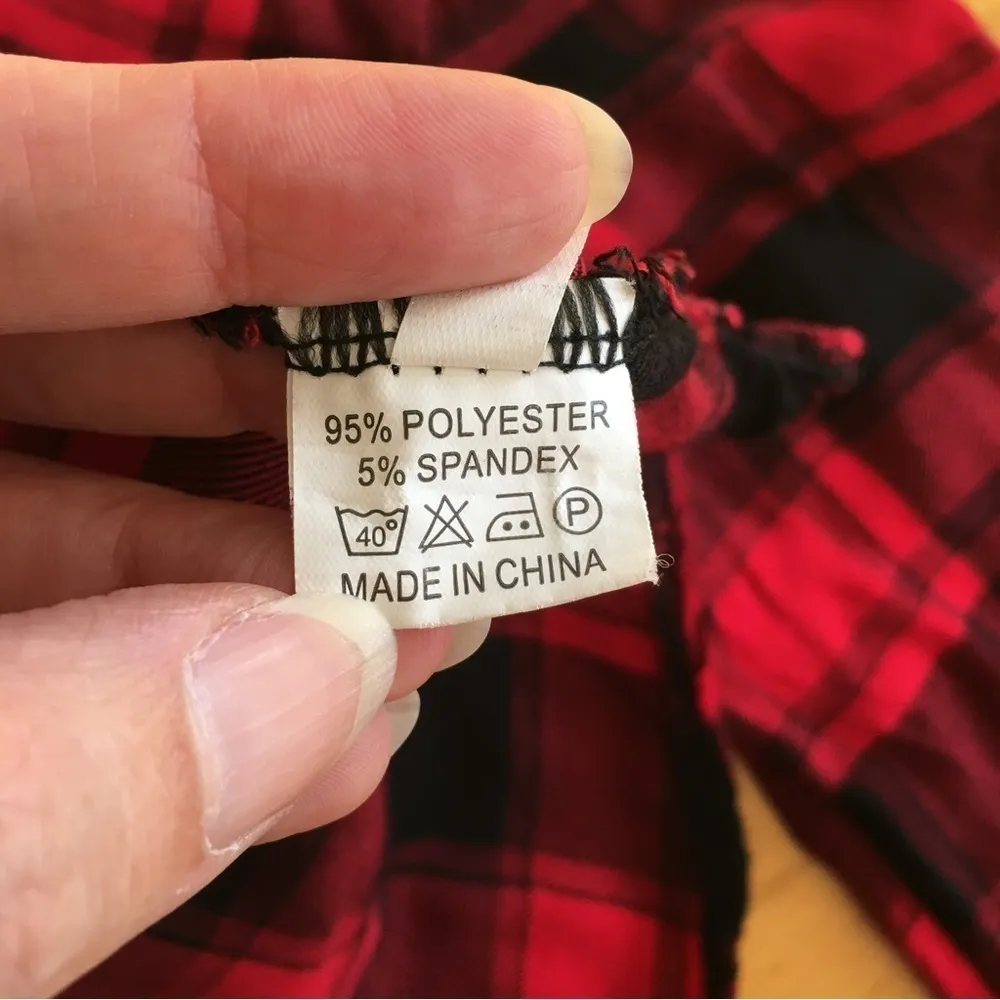 95% POLYESTER
5% SPANDEX
40° P
MADE IN CHINA